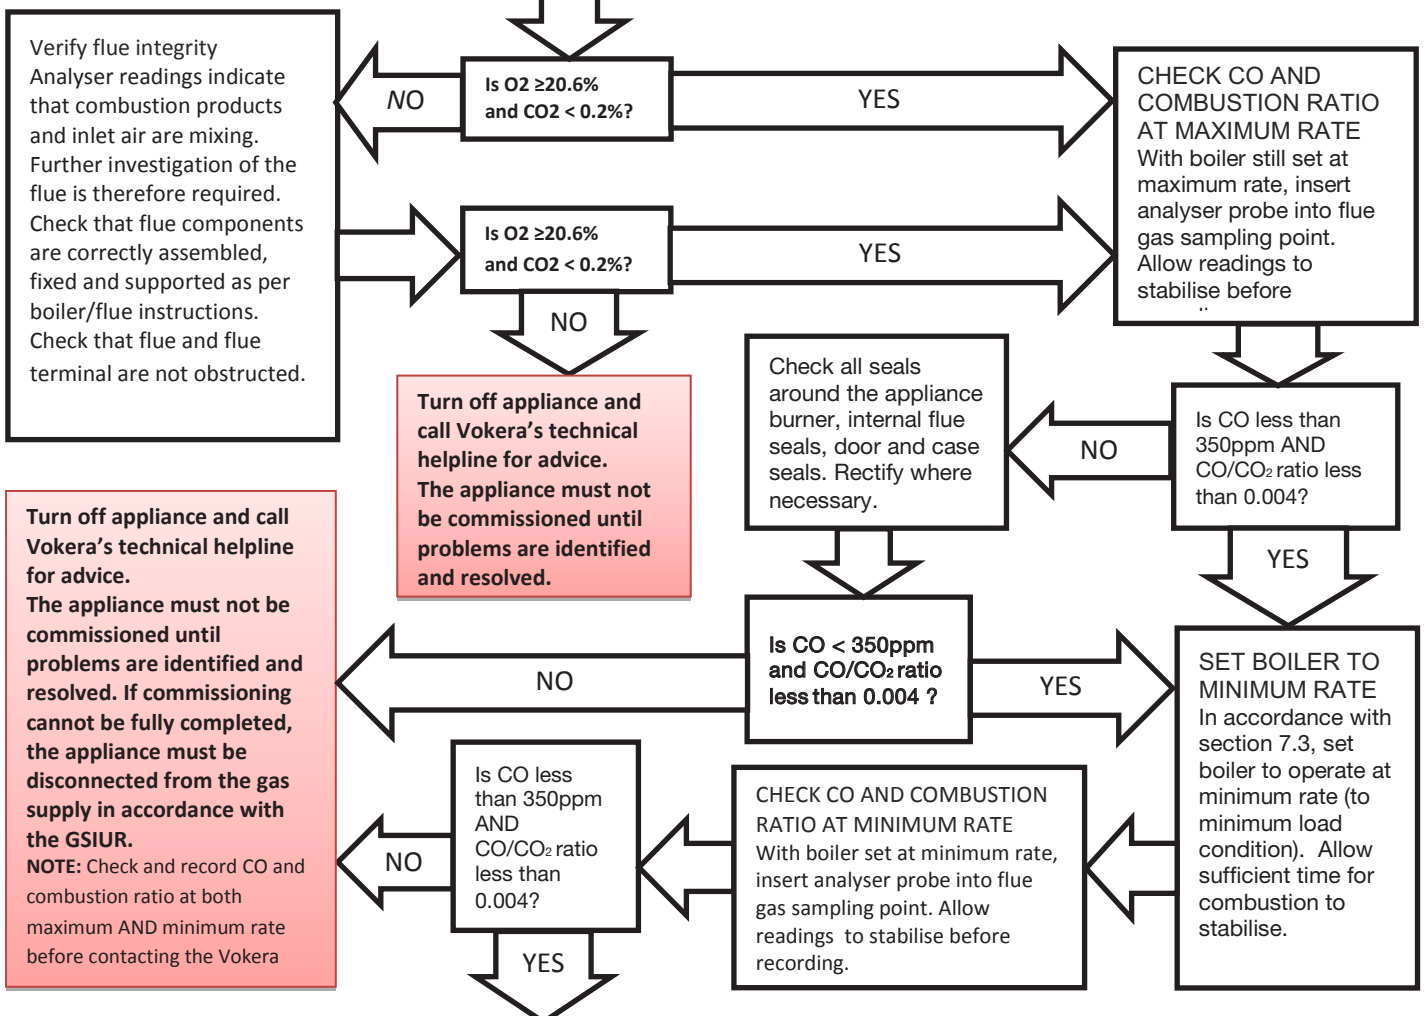 Verify flue integrity
Analyser readings indicate
that combustion products
and inlet air are mixing.
Further investigation of the
flue is therefore required.
Check that flue components
are correctly assembled,
fixed and supported as per
boiler/flue instructions.
Check that flue and flue
terminal are not obstructed.
NO
Is O2 ≥20.6%
and CO2 < 0.2%?
YES
CHECK CO AND
COMBUSTION RATIO
AT MAXIMUM RATE
With boiler still set at
maximum rate, insert
analyser probe into flue
gas sampling point.
Allow readings to
stabilise before
Is O2 ≥20.6%
and CO2 < 0.2%?
YES
NO
Turn off appliance and
call Vokera’s technical
helpline for advice.
The appliance must not
be commissioned until
problems are identified
and resolved.
Check all seals
around the appliance
burner, internal flue
seals, door and case
seals. Rectify where
necessary.
NO
Is CO less than
350ppm AND
CO/CO₂ ratio less
than 0.004?
YES
Turn off appliance and call
Vokera’s technical helpline
for advice.
The appliance must not be
commissioned until
problems are identified and
resolved. If commissioning
cannot be fully completed,
the appliance must be
disconnected from the gas
supply in accordance with
the GSIUR.
NOTE: Check and record CO and
combustion ratio at both
maximum AND minimum rate
before contacting the Vokera
NO
Is CO < 350ppm
and CO/CO₂ ratio
less than 0.004 ?
YES
SET BOILER TO
MINIMUM RATE
In accordance with
section 7.3, set
boiler to operate at
minimum rate (to
minimum load
condition). Allow
sufficient time for
combustion to
stabilise.
CHECK CO AND COMBUSTION
RATIO AT MINIMUM RATE
With boiler set at minimum rate,
insert analyser probe into flue
gas sampling point. Allow
readings to stabilise before
recording.
Is CO less
than 350ppm
AND
CO/CO₂ ratio
less than
0.004?
NO
YES